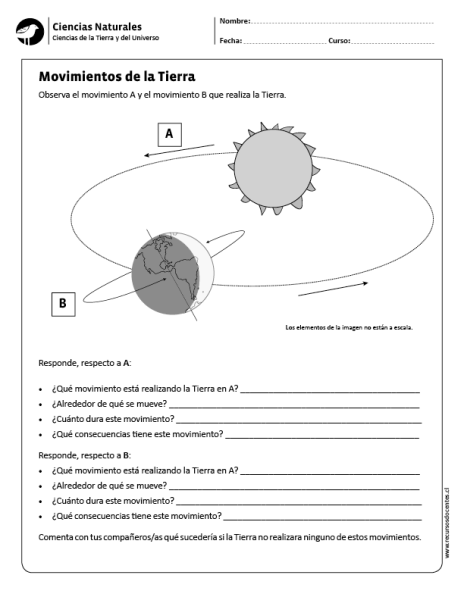 Ciencias Naturales
Ciencias de la Tierra y del Universo
Nombre:
Fecha: Curso:
Movimientos de la Tierra
Observa el movimiento A y el movimiento B que realiza la Tierra.
A
B
Los elementos de la imagen no están a escala.
Responde, respecto a A:
• ¿Qué movimiento está realizando la Tierra en A?
• ¿Alrededor de qué se mueve?
• ¿Cuánto dura este movimiento?
• ¿Qué consecuencias tiene este movimiento?
Responde, respecto a B:
• ¿Qué movimiento está realizando la Tierra en A?
• ¿Alrededor de qué se mueve?
• ¿Cuánto dura este movimiento?
• ¿Qué consecuencias tiene este movimiento?
Comenta con tus compañeros/as qué sucedería si la Tierra no realizara ninguno de estos movimientos.
www.recursosdocentes.cl